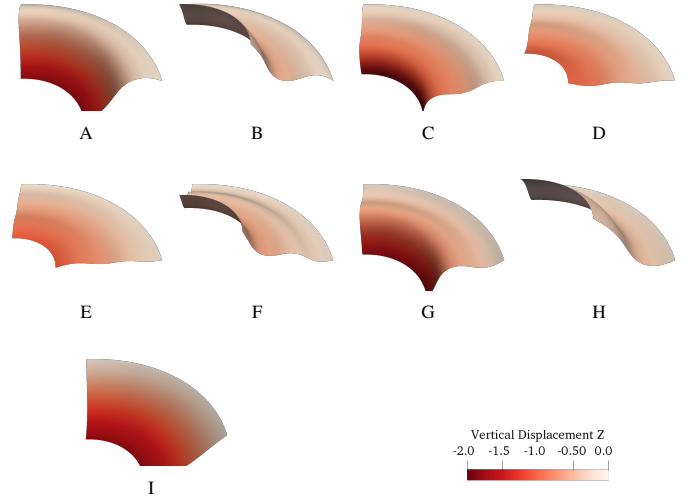 A B C D
E F G H
I
Vertical Displacement Z
-2.0 -1.5 -1.0 -0.50 0.0